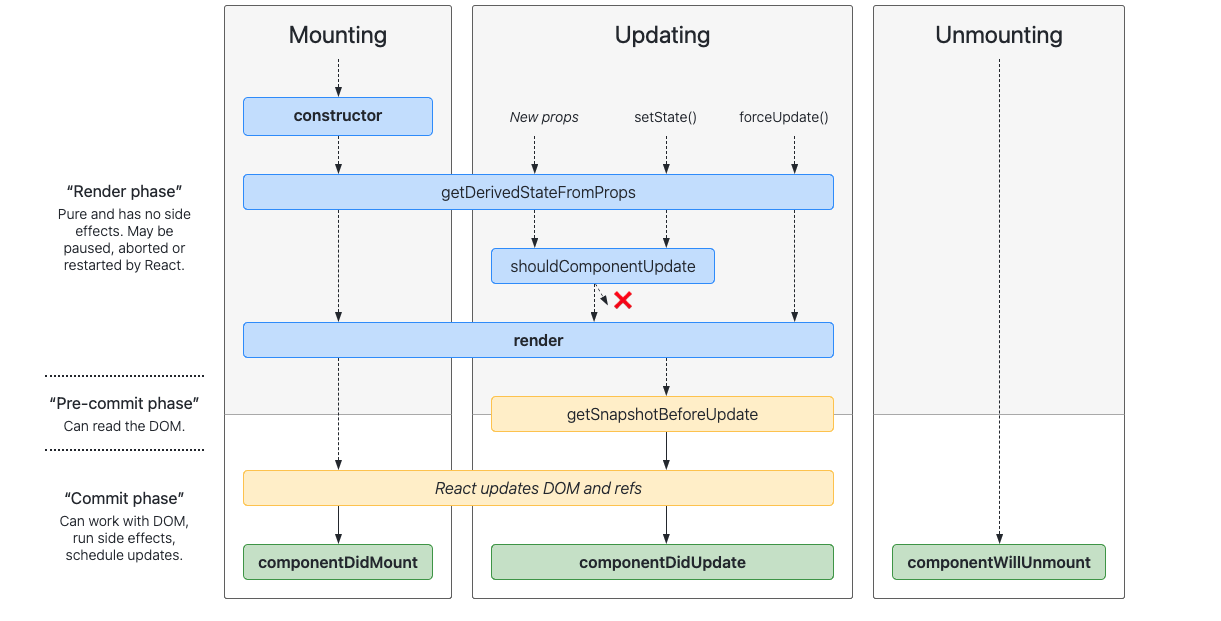 Mounting
Updating
Unmounting
constructor
New props
setState()
forceUpdate()
“Render phase”
Pure and has no side
effects. May be
paused, aborted or
restarted by React.
getDerivedStateFromProps
shouldComponentUpdate
render
“Pre-commit phase”
Can read the DOM.
getSnapshotBeforeUpdate
“Commit phase”
Can work with DOM,
run side effects,
schedule updates.
React updates DOM and refs
componentDidMount
componentDidUpdate
componentWillUnmount